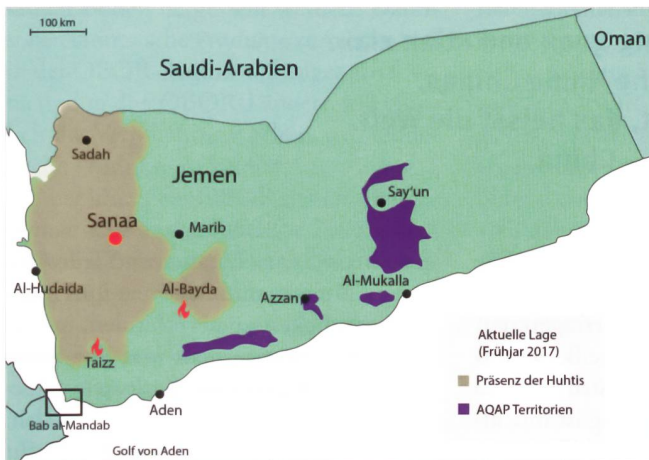 100 km
Oman
Saudi-Arabien
Sadah
Jemen
Say'un
Sanaa
Marib
Al-Hudaida
Al-Bayda
Azzan
Al-Mukalla
Taizz
Aktuelle Lage
(Frühjar 2017)
Präsenz der Huhtis
AQAP Territorien
Aden
Bab al-Mandab
Golf von Aden